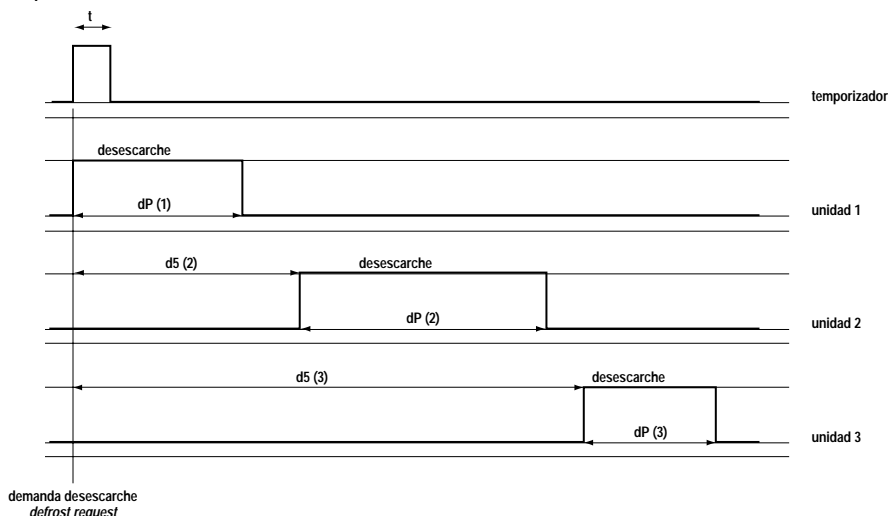 t
temporizador
desescarche
dP (1)
unidad 1
d5 (2)
desescarche
dP (2)
unidad 2
d5 (3)
desescarche
dP (3)
unidad 3
demanda desescarche
defrost request